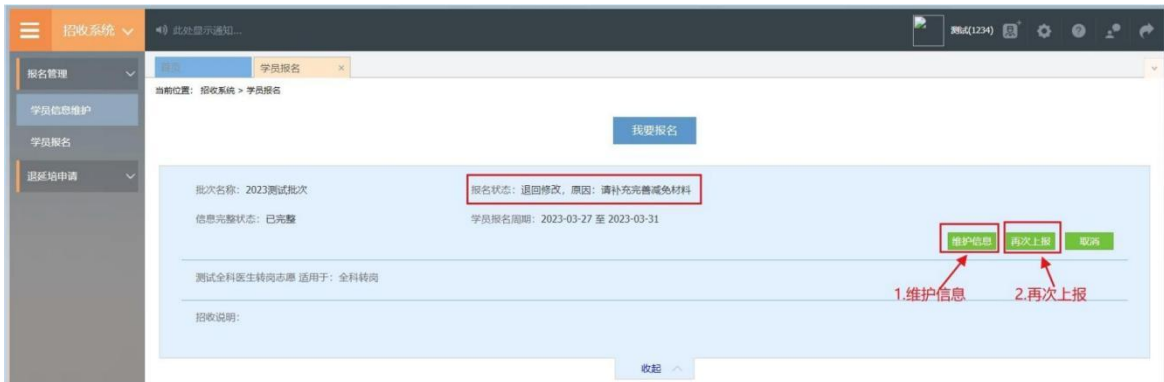 招收系统
此处显示通知...
测试(1234)
报名管理
学员信息维护
学员报名
退延培申请
学员报名 ×
当前位置： 招收系统 > 学员报名
我要报名
批次名称：2023测试批次
报名状态：退回修改，原因：请补充完善减免材料
信息完整状态：已完整
学员报名周期：2023-03-27 至 2023-03-31
维护信息 再次上报 取消
1.维护信息 2.再次上报
测试全科医生转岗志愿 适用于：全科转岗
招收说明：
收起